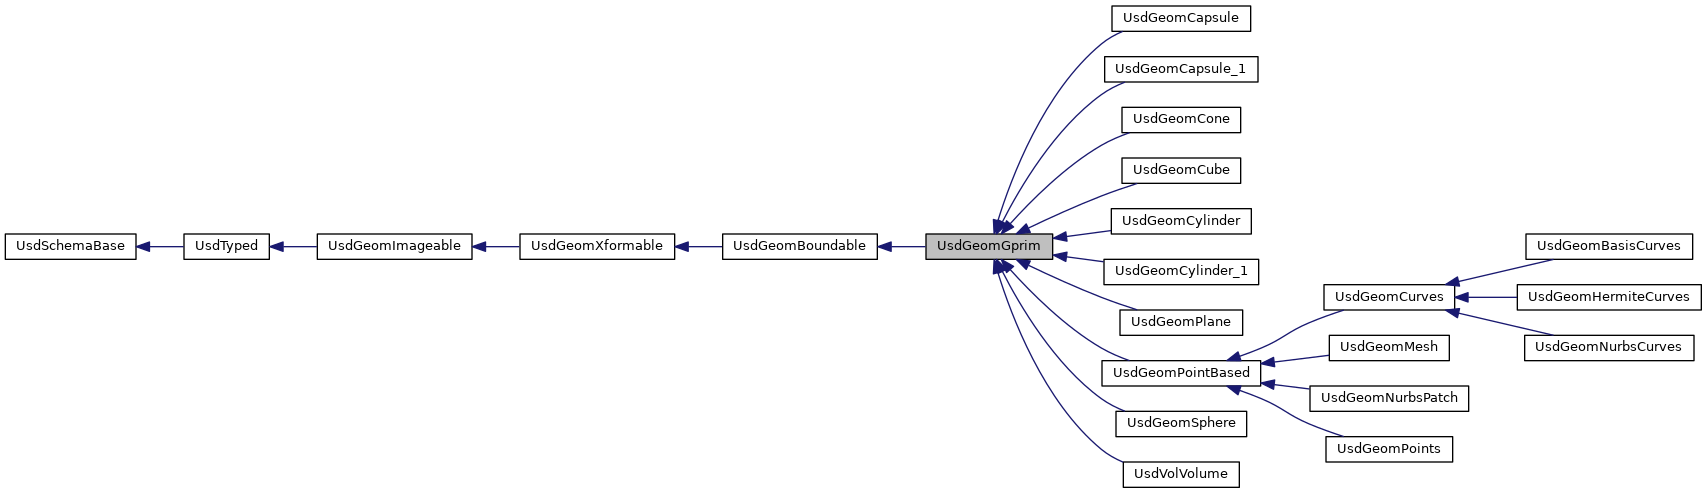 UsdGeomCapsule
UsdGeomCapsule_1
UsdGeomCone
UsdGeomCube
UsdGeomCylinder
UsdSchemaBase
UsdTyped
UsdGeomImageable
UsdGeomXformable
UsdGeomBoundable
UsdGeomGprim
UsdGeomBasisCurves
UsdGeomCylinder_1
UsdGeomCurves
UsdGeomHermiteCurves
UsdGeomPlane
UsdGeomMesh
UsdGeomNurbsCurves
UsdGeomPointBased
UsdGeomNurbsPatch
UsdGeomSphere
UsdGeomPoints
UsdVolVolume